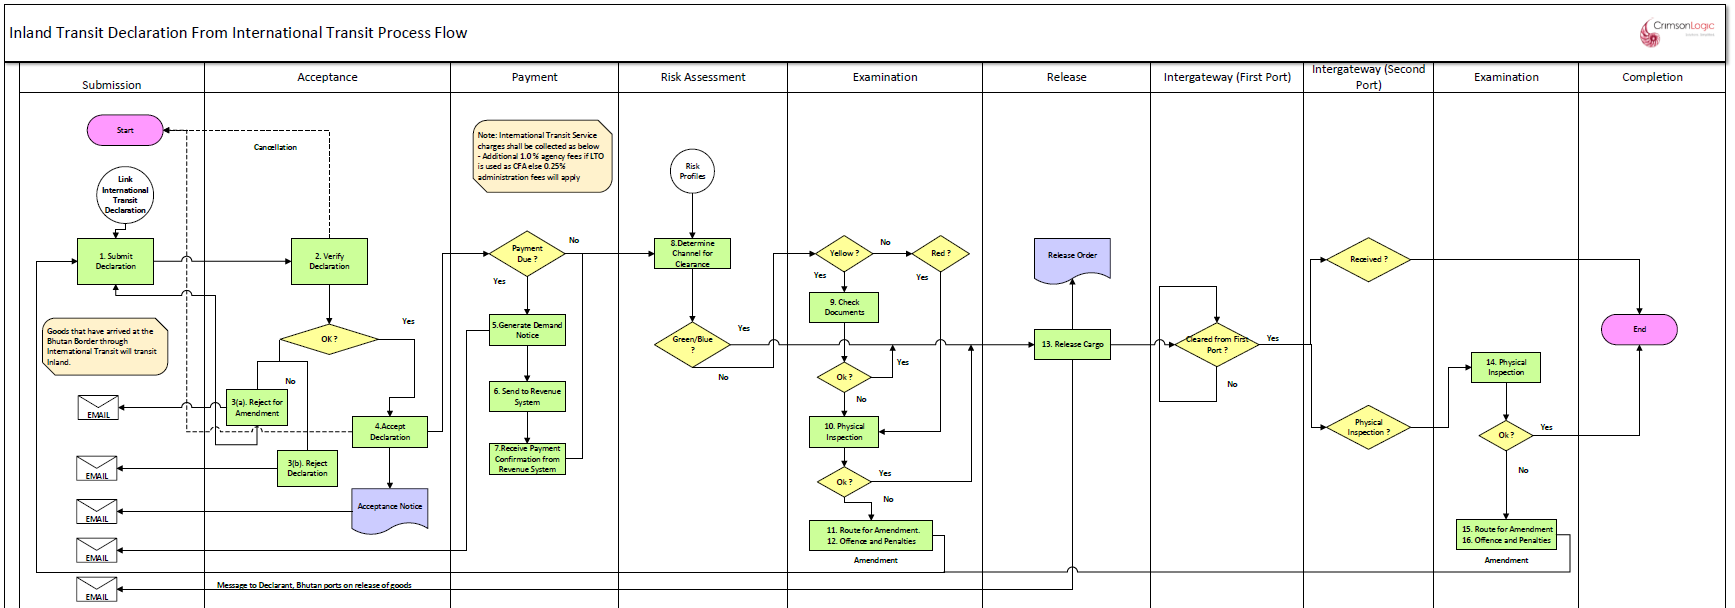 Inland Transit Declaration From International Transit Process Flow
CrimsonLogic
Submission
Acceptance
Payment
Risk Assessment
Examination
Release
Intergateway (First Port)
Intergateway (Second
Port)
Examination
Completion
Start
Cancellation
Link
International
Transit
Declaration
1. Submit
Declaration
Goods that have arrived at the
Bhutan Border through
International Transit will transit
Inland.
EMAIL
EMAIL
EMAIL
EMAIL
EMAIL
2. Verify
Declaration
OK ?
Yes
No
3(a). Reject for
Amendment
3(b). Reject
Declaration
4.Accept
Declaration
Acceptance Notice
Message to Declarant, Bhutan ports on release of goods
Note: International Transit Service
charges shall be collected as below
- Additional 1.0 % agency fees if LTO
is used as CFA else 0.25%
administration fees will apply
Payment
Due ?
No
Yes
5.Generate Demand
Notice
6. Send to Revenue
System
7.Receive Payment
Confirmation from
Revenue System
Risk
Profiles
8.Determine
Channel for
Clearance
Green/Blue
?
Yes
No
Yellow ?
No
Red ?
Yes
Yes
9. Check
Documents
Ok ?
Yes
No
10. Physical
Inspection
Ok ?
Yes
No
11. Route for Amendment.
12. Offence and Penalties
Amendment
Release Order
13. Release Cargo
Cleared from First
Port ?
Yes
No
Received ?
Physical
Inspection ?
14. Physical
Inspection
Ok ?
Yes
No
15. Route for Amendment
16. Offence and Penalties
Amendment
End